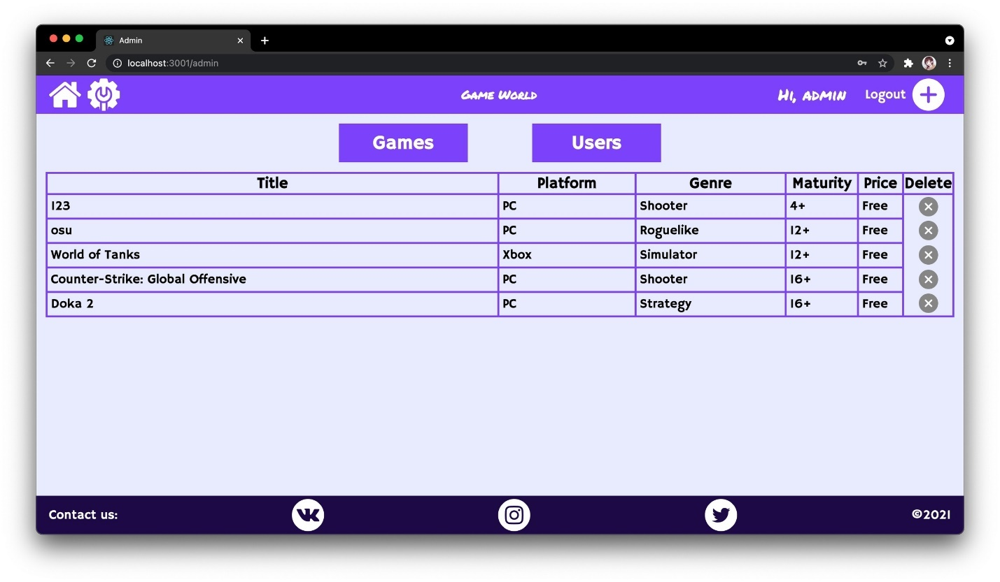 Admin
localhost:3001/admin
Game World
Hi, admin
Logout
Games Users
Title Platform Genre Maturity Price Delete
123 PC Shooter 4+ Free
osu PC Roguelike 12+ Free
World of Tanks Xbox Simulator 12+ Free
Counter-Strike: Global Offensive PC Shooter 16+ Free
Doka 2 PC Strategy 16+ Free
Contact us: ©2021